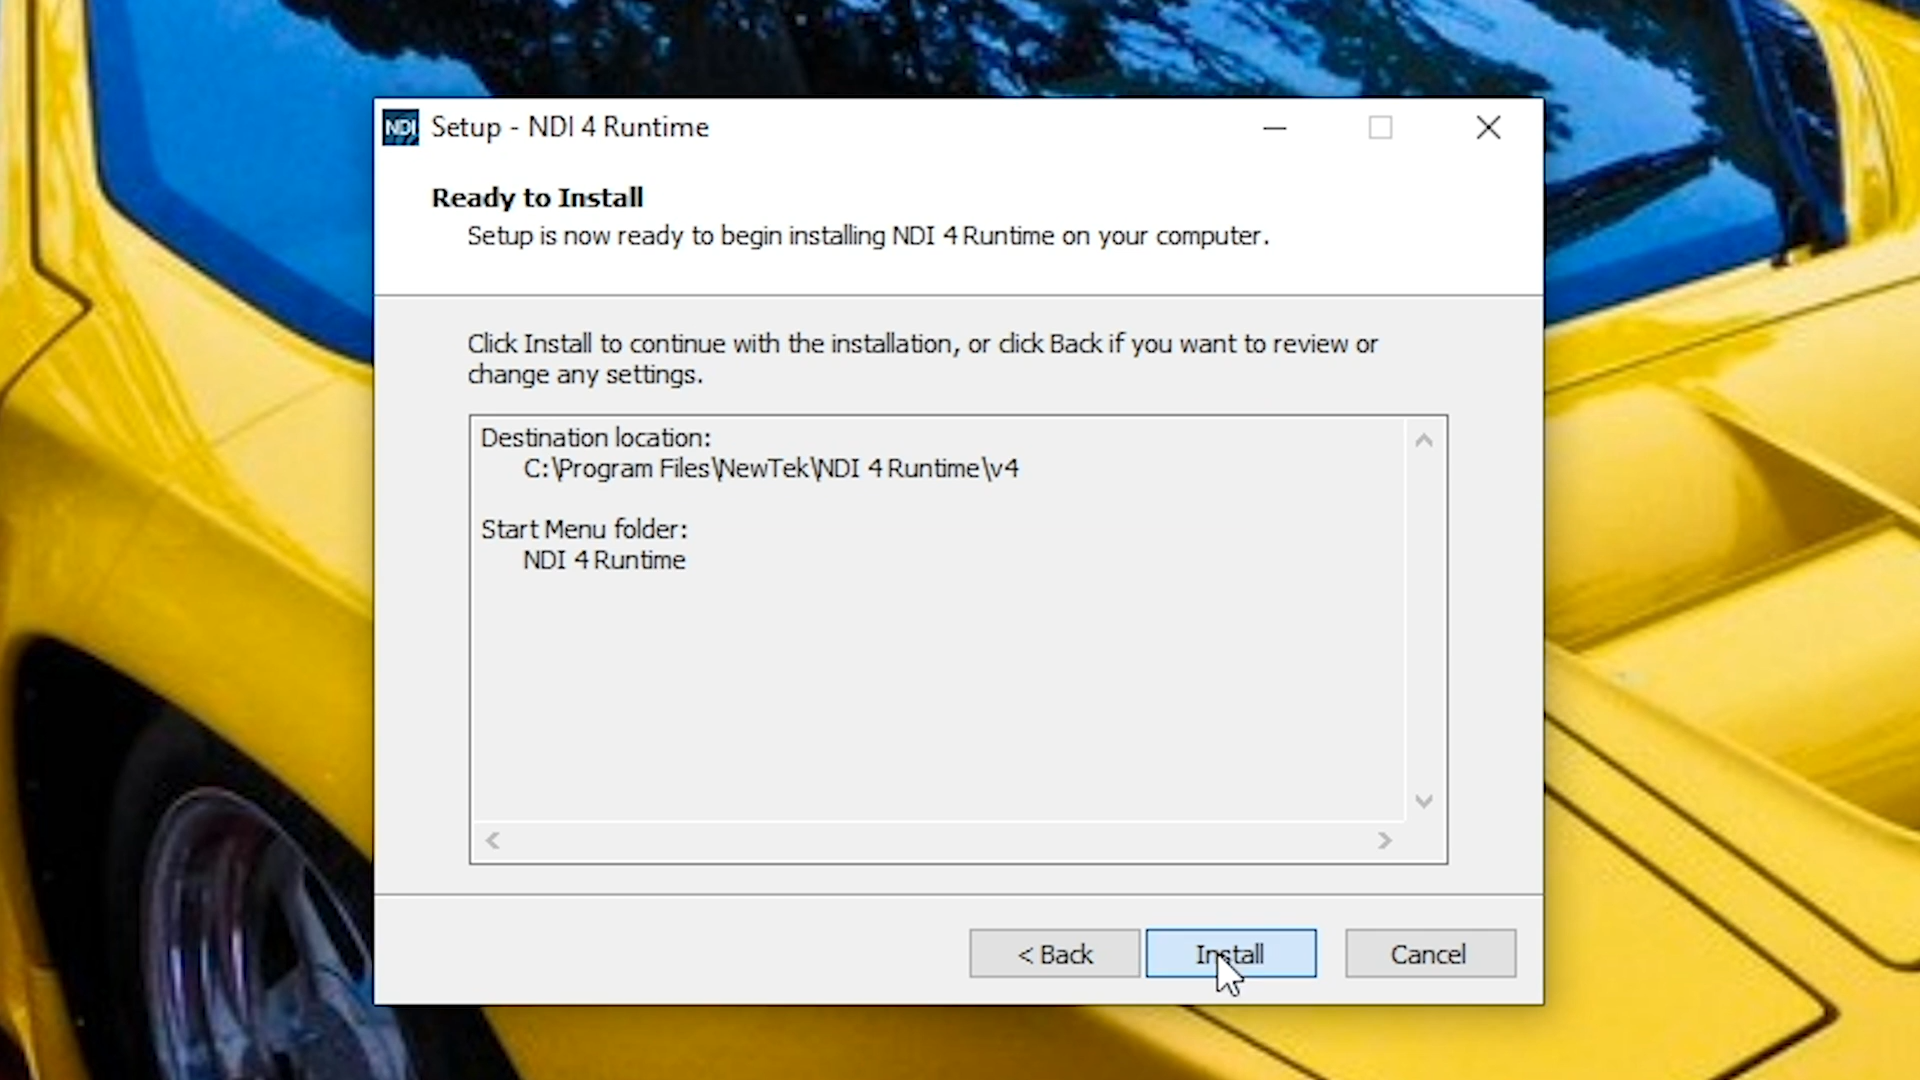 NDI Setup - NDI 4 Runtime
Ready to Install
Setup is now ready to begin installing NDI 4 Runtime on your computer.
Click Install to continue with the installation, or click Back if you want to review or
change any settings.
Destination location:
C:\Program Files\NewTek\NDI 4 Runtime\v4
Start Menu folder:
NDI 4 Runtime
< Back Install Cancel